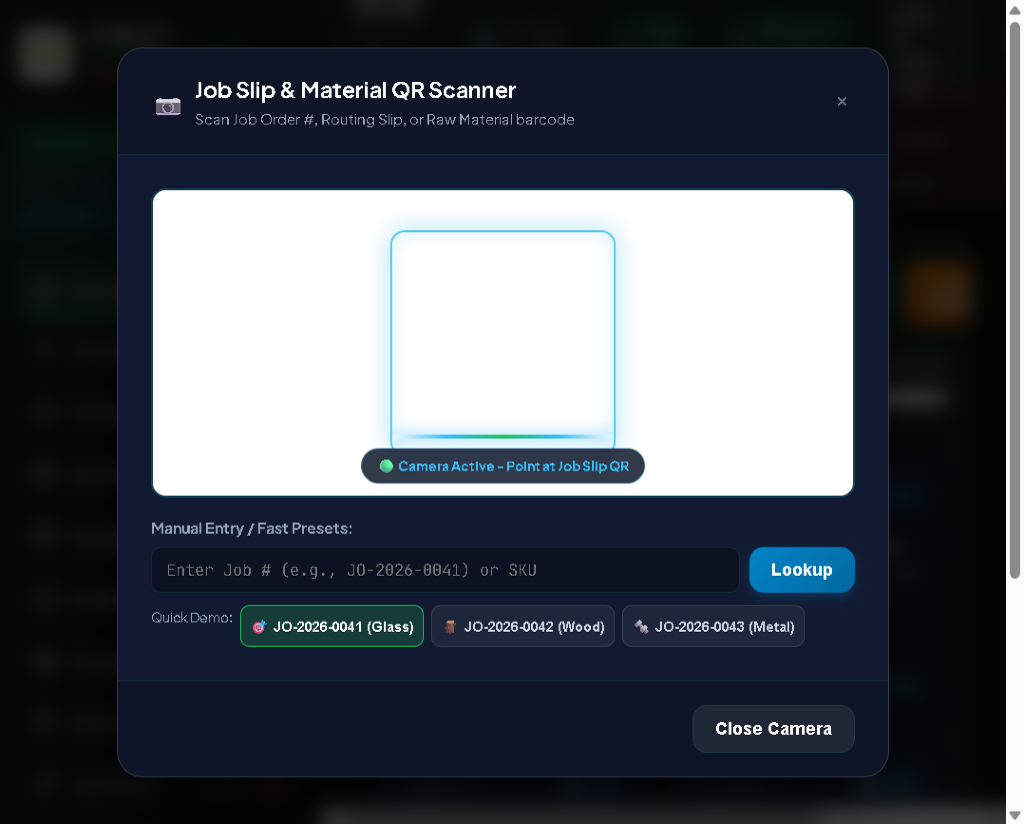 Job Slip & Material QR Scanner
Scan Job Order #, Routing Slip, or Raw Material barcode
×
Camera Active - Point at Job Slip QR
Manual Entry / Fast Presets:
Enter Job # (e.g., JO-2026-0041) or SKU
Lookup
Quick Demo:
JO-2026-0041 (Glass)
JO-2026-0042 (Wood)
JO-2026-0043 (Metal)
Close Camera